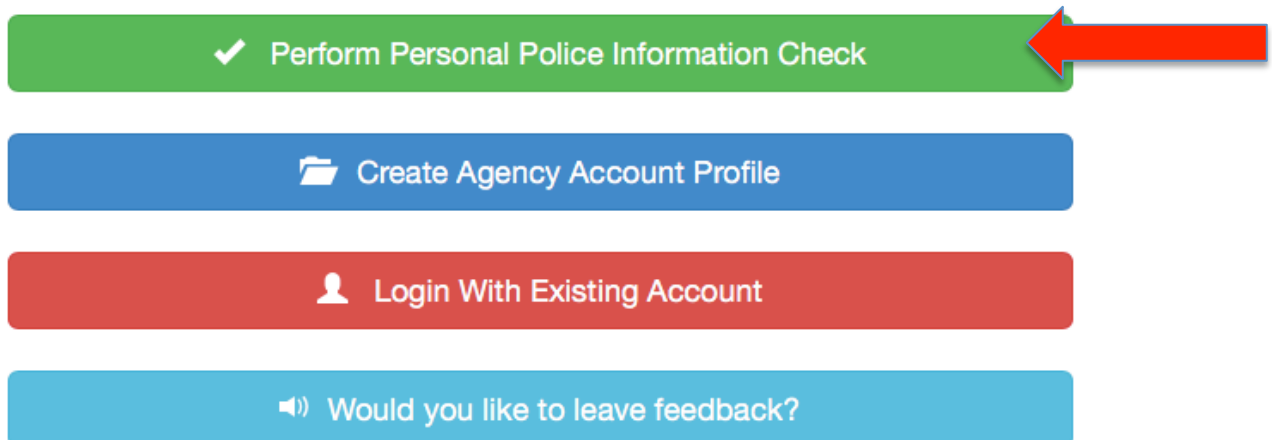 Perform Personal Police Information Check
Create Agency Account Profile
Login With Existing Account
Would you like to leave feedback?